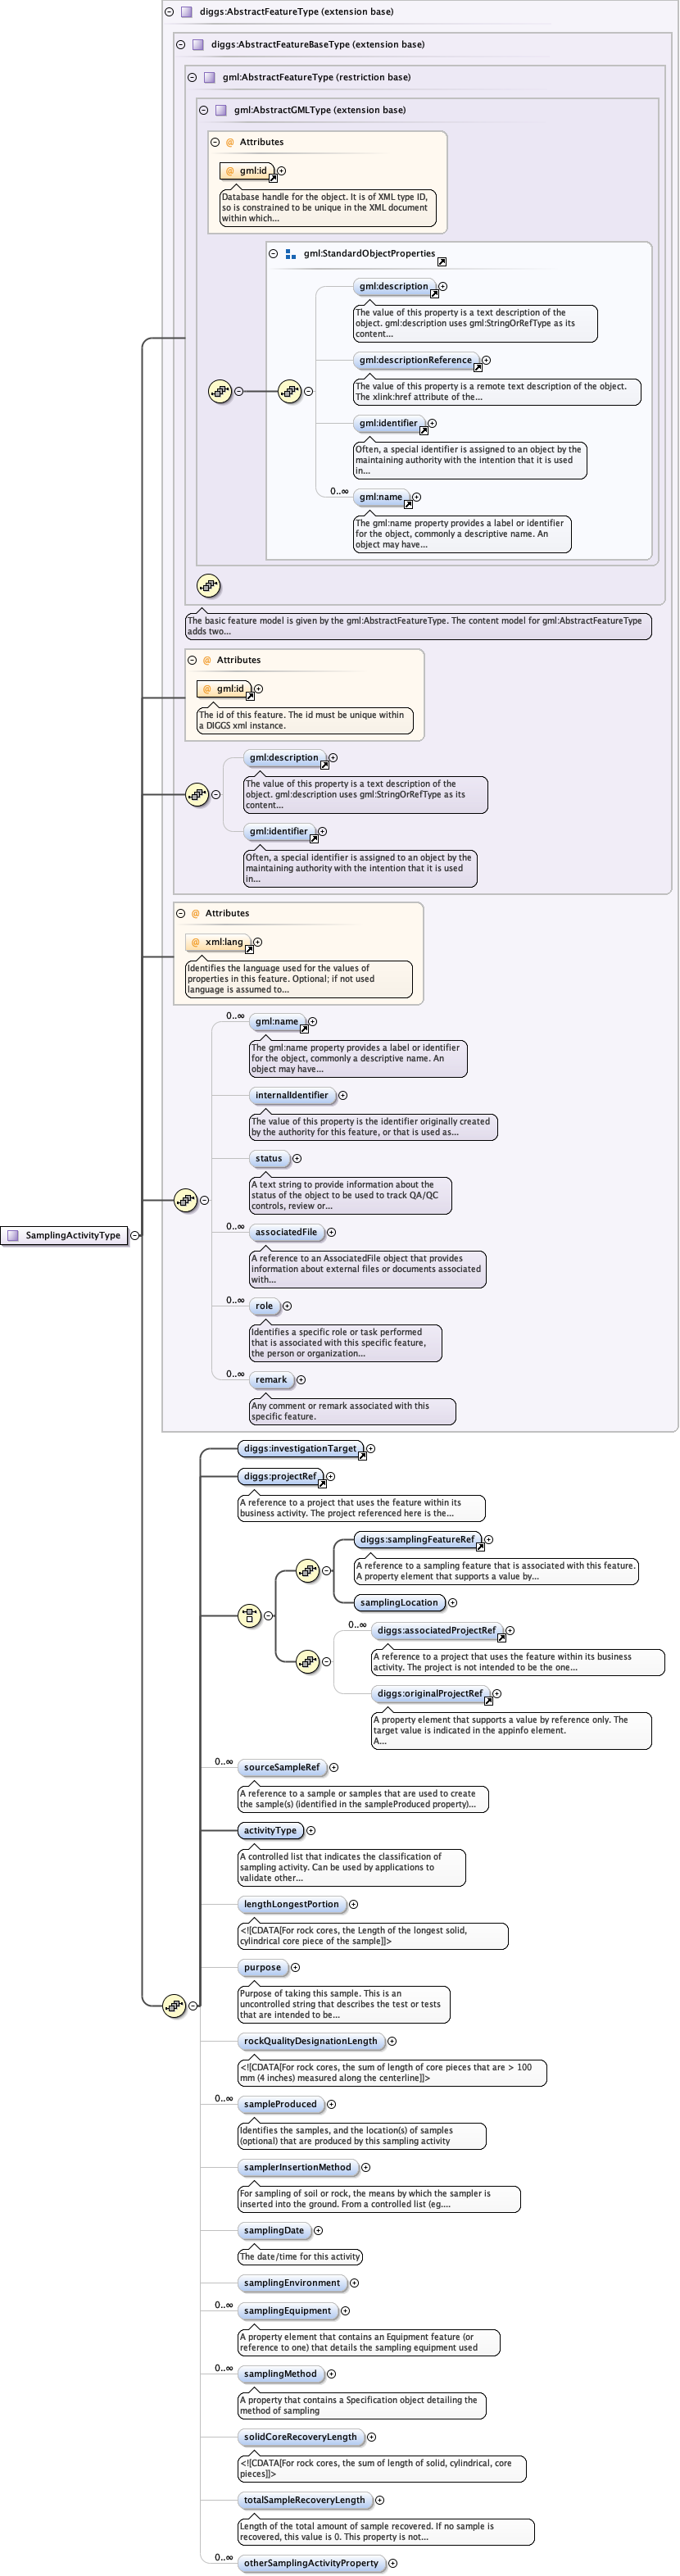 diggs:AbstractFeatureType (extension base)
diggs:AbstractFeatureBaseType (extension base)
gml:AbstractFeatureType (restriction base)
gml:AbstractGMLType (extension base)
@ Attributes
@ gml:id
Database handle for the object. It is of XML type ID,
so is constrained to be unique in the XML document
within which...
gml:StandardObjectProperties
gml:description
The value of this property is a text description of the
object. gml:description uses gml:StringOrRefType as its
content...
gml:descriptionReference
The value of this property is a remote text description of the object.
The xlink:href attribute of the...
gml:identifier
Often, a special identifier is assigned to an object by the
maintaining authority with the intention that it is used
in...
0..∞
gml:name
The gml:name property provides a label or identifier
for the object, commonly a descriptive name. An
object may have...
The basic feature model is given by the gml:AbstractFeatureType. The content model for gml:AbstractFeatureType
adds two...
@ Attributes
@ gml:id
The id of this feature. The id must be unique within
a DIGGS xml instance.
gml:description
The value of this property is a text description of the
object. gml:description uses gml:StringOrRefType as its
content...
gml:identifier
Often, a special identifier is assigned to an object by the
maintaining authority with the intention that it is used
in...
@ Attributes
@ xml:lang
Identifies the language used for the values of
properties in this feature. Optional; if not used
language is assumed to...
0..∞
gml:name
The gml:name property provides a label or identifier
for the object, commonly a descriptive name. An
object may have...
internalIdentifier
The value of this property is the identifier originally created
by the authority for this feature, or that is used as...
status
A text string to provide information about the
status of the object to be used to track QA/QC
controls, review or...
SamplingActivityType
0..∞
associatedFile
A reference to an AssociatedFile object that provides
information about external files or documents associated
with...
0..∞
role
Identifies a specific role or task performed
that is associated with this specific feature,
the person or organization...
0..∞
remark
Any comment or remark associated with this
specific feature.
diggs:investigationTarget
diggs:projectRef
A reference to a project that uses the feature within its
business activity. The project referenced here is the...
diggs:samplingFeatureRef
A reference to a sampling feature that is associated with this feature.
A property element that supports a value by...
samplingLocation
0..∞
diggs:associatedProjectRef
A reference to a project that uses the feature within its business
activity. The project is not intended to be the one...
diggs:originalProjectRef
A property element that supports a value by reference only. The
target value is indicated in the appinfo element.
A...
0..∞
sourceSampleRef
A reference to a sample or samples that are used to create
the sample(s) (identified in the sampleProduced property)...
activityType
A controlled list that indicates the classification of
sampling activity. Can be used by applications to
validate other...
lengthLongestPortion
<![CDATA[For rock cores, the Length of the longest solid,
cylindrical core piece of the sample]]>
purpose
Purpose of taking this sample. This is an
uncontrolled string that describes the test or tests
that are intended to be...
rockQualityDesignationLength
<![CDATA[For rock cores, the sum of length of core pieces that are > 100
mm (4 inches) measured along the centerline]]>
0..∞
sampleProduced
Identifies the samples, and the location(s) of samples
(optional) that are produced by this sampling activity
samplerInsertionMethod
For sampling of soil or rock, the means by which the sampler is
inserted into the ground. From a controlled list (eg....
samplingDate
The date/time for this activity
samplingEnvironment
0..∞
samplingEquipment
A property element that contains an Equipment feature (or
reference to one) that details the sampling equipment used
0..∞
samplingMethod
A property that contains a Specification object detailing the
method of sampling
solidCoreRecoveryLength
<![CDATA[For rock cores, the sum of length of solid, cylindrical, core
pieces]]>
totalSampleRecoveryLength
Length of the total amount of sample recovered. If no sample is
recovered, this value is 0. This property is not...
0..∞
otherSamplingActivityProperty